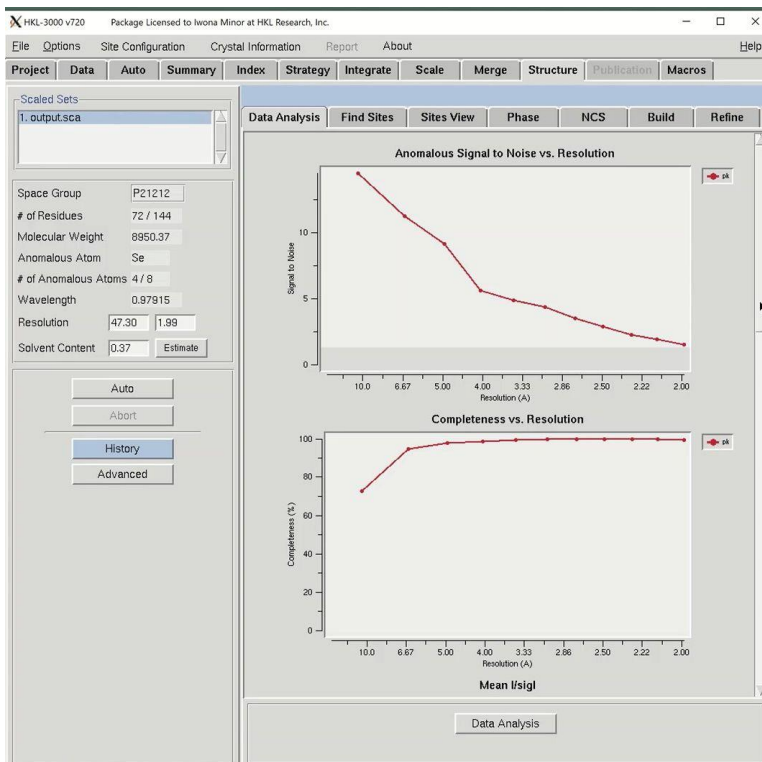 HKL-3000 v720 Package Licensed to Iwona Minor at HKL Research, Inc.
File Options Site Configuration Crystal Information Report About Help
Project Data Auto Summary Index Strategy Integrate Scale Merge Structure Publication Macros
Scaled Sets
1. output.sca
Space Group P21212
# of Residues 72 / 144
Molecular Weight 8950.37
Anomalous Atom Se
# of Anomalous Atoms 4 / 8
Wavelength 0.97915
Resolution 47.30 1.99
Solvent Content 0.37 Estimate
Auto
Abort
History
Advanced
Data Analysis Find Sites Sites View Phase NCS Build Refine
Anomalous Signal to Noise vs. Resolution
pk
Signal to Noise
10
5
0
10.0 6.67 5.00 4.00 3.33 2.86 2.50 2.22 2.00
Resolution (A)
Completeness vs. Resolution
pk
Completeness (%)
100
80
60
40
20
0
10.0 6.67 5.00 4.00 3.33 2.86 2.50 2.22 2.00
Resolution (A)
Mean I/sigI
Data Analysis